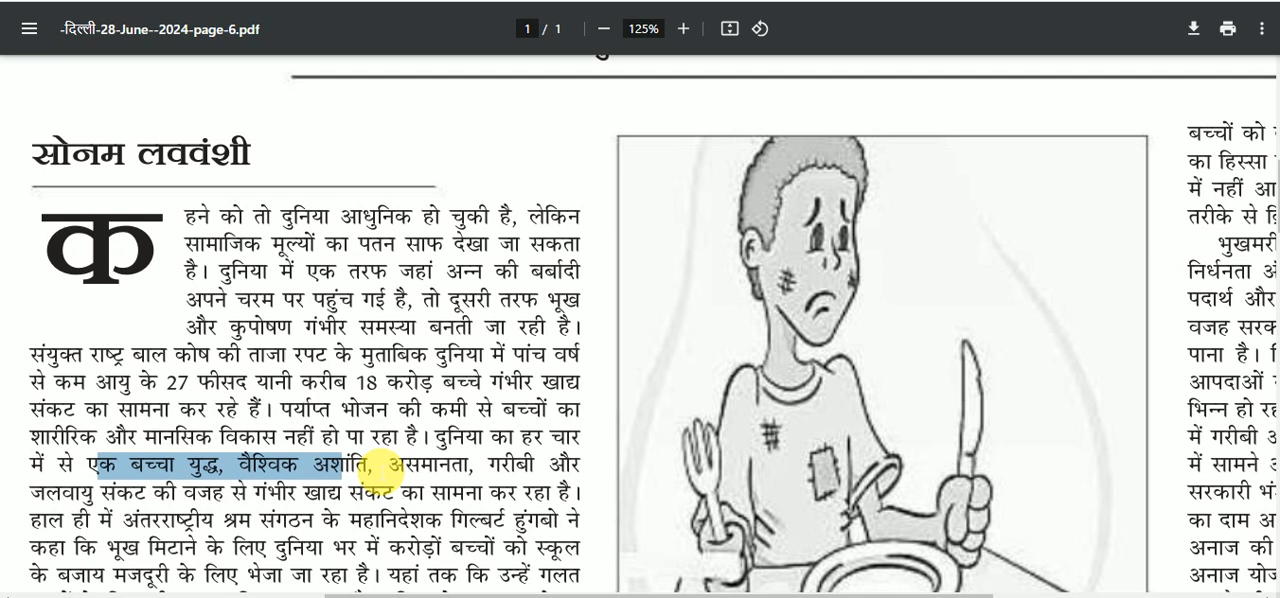 -दिल्ली-28-June--2024-page-6.pdf
1 / 1
125%
सोनम लववंशी
कहने को तो दुनिया आधुनिक हो चुकी है, लेकिन
सामाजिक मूल्यों का पतन साफ देखा जा सकता
है। दुनिया में एक तरफ जहां अन्न की बर्बादी
अपने चरम पर पहुंच गई है, तो दूसरी तरफ भूख
और कुपोषण गंभीर समस्या बनती जा रही है।
संयुक्त राष्ट्र बाल कोष की ताजा रपट के मुताबिक दुनिया में पांच वर्ष
से कम आयु के 27 फीसद यानी करीब 18 करोड़ बच्चे गंभीर खाद्य
संकट का सामना कर रहे हैं। पर्याप्त भोजन की कमी से बच्चों का
शारीरिक और मानसिक विकास नहीं हो पा रहा है। दुनिया का हर चार
में से एक बच्चा युद्ध, वैश्विक अशांति, असमानता, गरीबी और
जलवायु संकट की वजह से गंभीर खाद्य संकट का सामना कर रहा है।
हाल ही में अंतरराष्ट्रीय श्रम संगठन के महानिदेशक गिल्बर्ट हुंगबो ने
कहा कि भूख मिटाने के लिए दुनिया भर में करोड़ों बच्चों को स्कूल
के बजाय मजदूरी के लिए भेजा जा रहा है। यहां तक कि उन्हें गलत
बच्चों को
का हिस्सा
में नहीं
तरीके से
भुखमरी
निर्धनता
पदार्थ और
वजह
पाना है।
आपदाओं
भिन्न हो
में गरीबी
में सामने
सरकारी
का दाम
अनाज की
अनाज